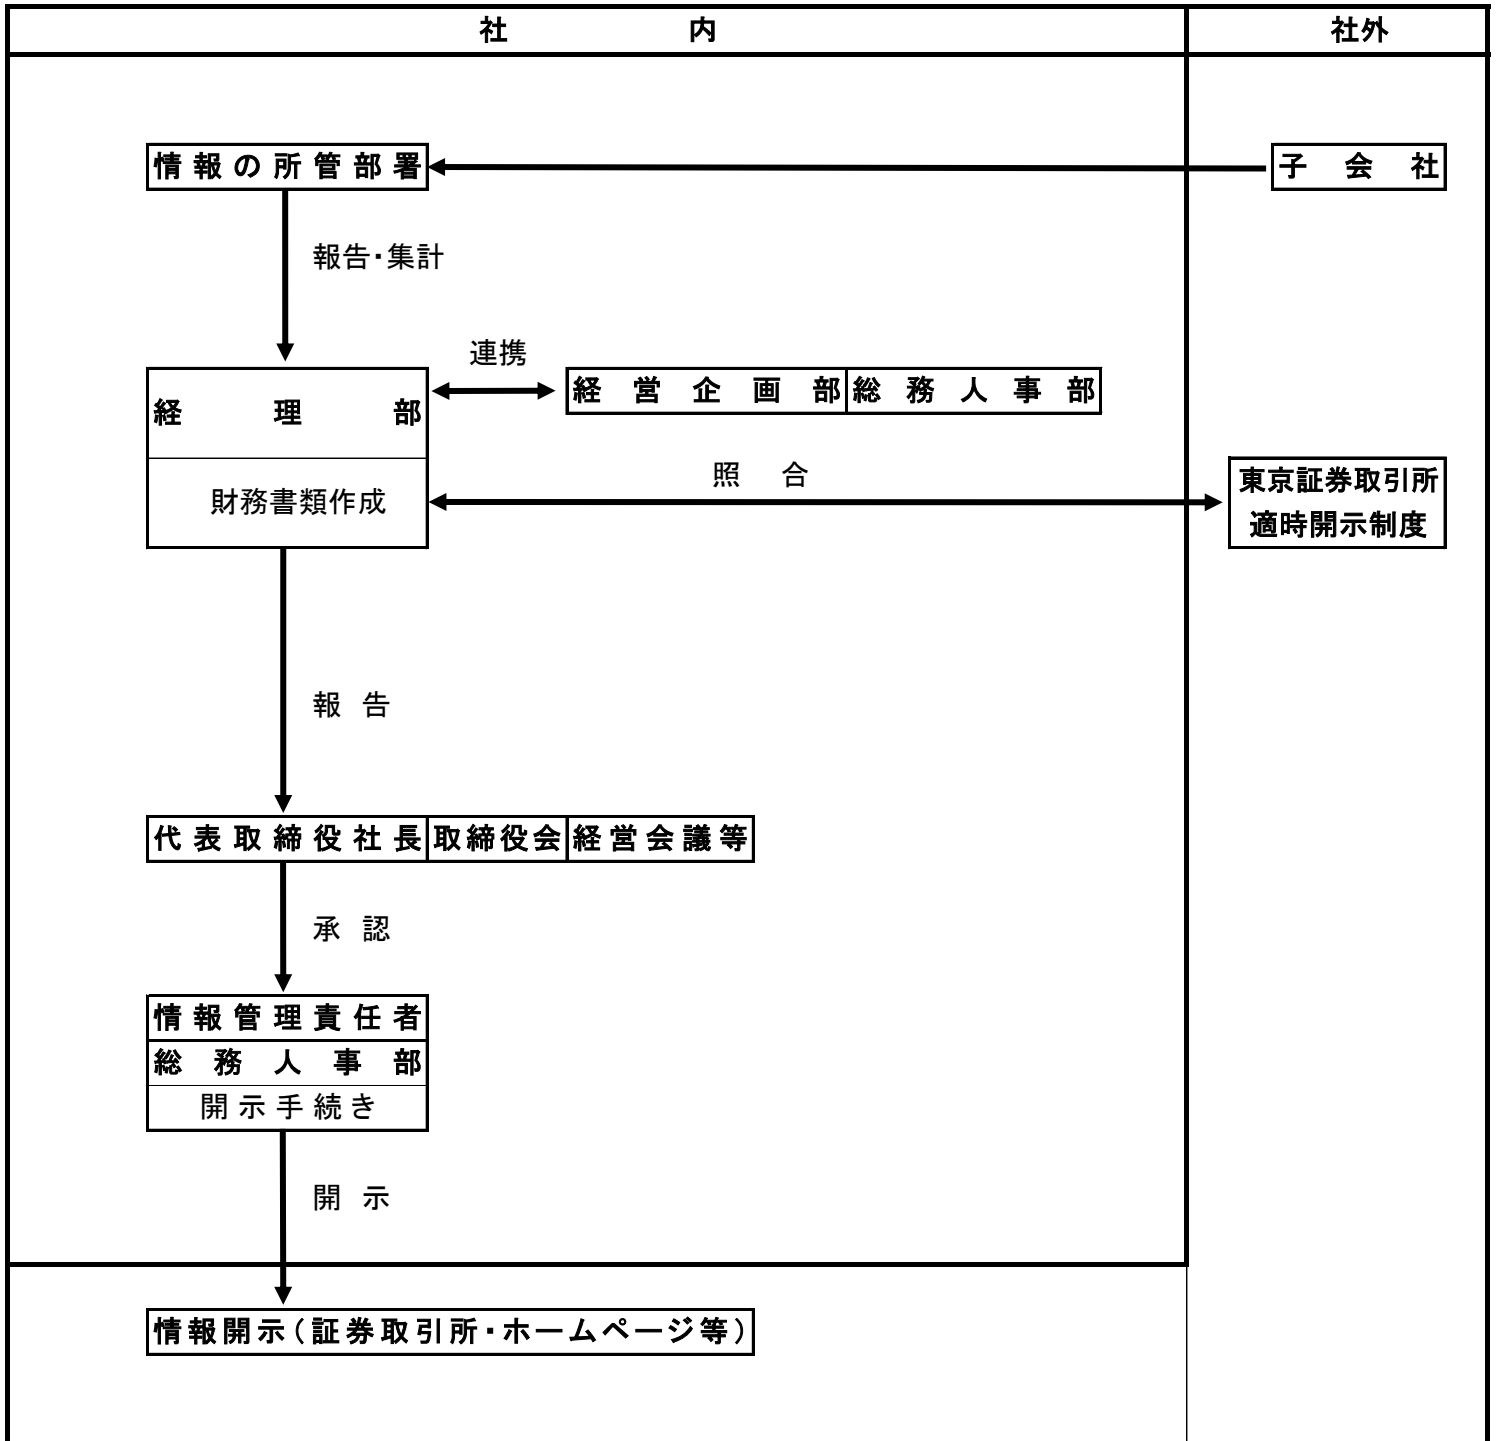 社内
社外
情報の所管部署
子会社
報告・集計
連携
経営企画部
総務人事部
経理部
照合
財務書類作成
東京証券取引所
適時開示制度
報告
代表取締役社長
取締役会
経営会議等
承認
情報管理責任者
総務人事部
開示手続き
開示
情報開示(証券取引所・ホームページ等)